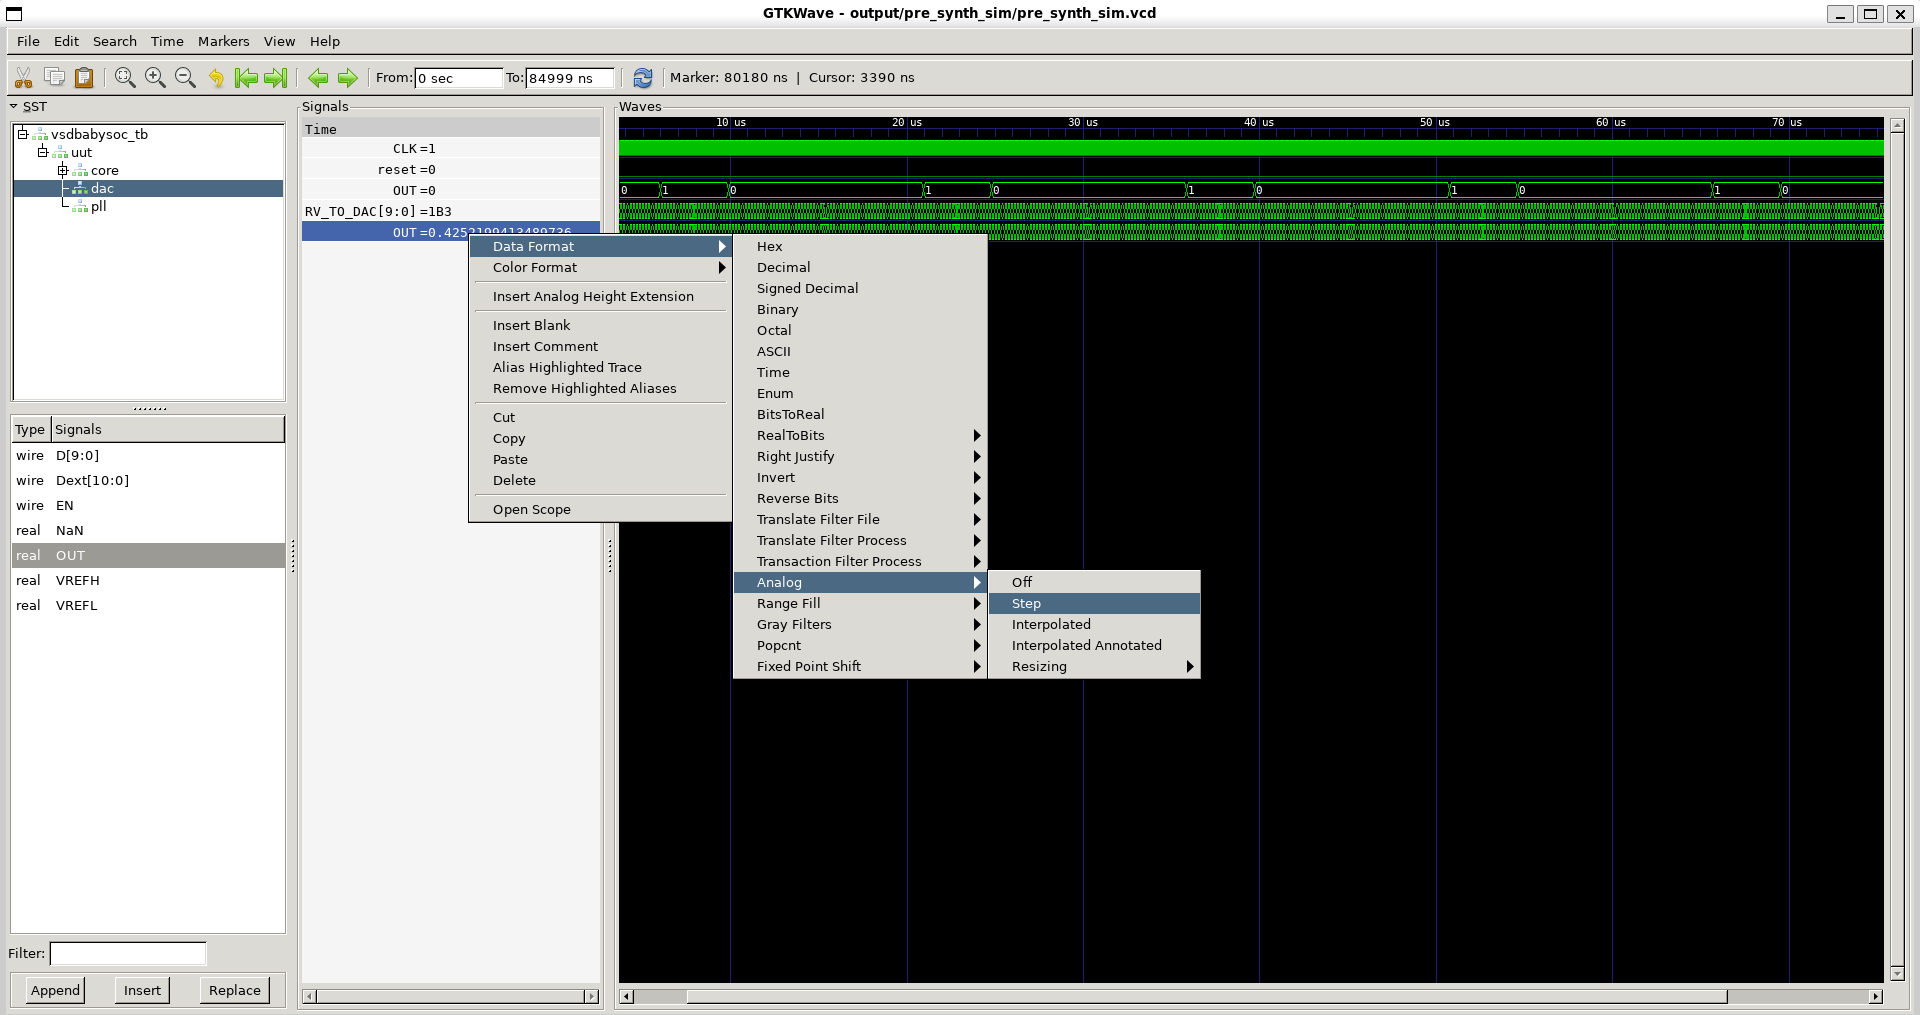 GTKWave - output/pre_synth_sim/pre_synth_sim.vcd
File Edit Search Time Markers View Help
From: 0 sec To: 84999 ns Marker: 80180 ns | Cursor: 3390 ns
SST
vsdbabysoc_tb
uut
core
dac
pll
Type Signals
wire D[9:0]
wire Dext[10:0]
wire EN
real NaN
real OUT
real VREFH
real VREFL
Filter:
Append Insert Replace
Signals
Time
CLK =1
reset =0
OUT =0
RV_TO_DAC[9:0] =1B3
OUT =0.4252199413489736
Waves
10 us 20 us 30 us 40 us 50 us 60 us 70 us
0 1 0 1 0 1 0 1 0 1 0
Data Format
Color Format
Insert Analog Height Extension
Insert Blank
Insert Comment
Alias Highlighted Trace
Remove Highlighted Aliases
Cut
Copy
Paste
Delete
Open Scope
Hex
Decimal
Signed Decimal
Binary
Octal
ASCII
Time
Enum
BitsToReal
RealToBits
Right Justify
Invert
Reverse Bits
Translate Filter File
Translate Filter Process
Transaction Filter Process
Analog
Range Fill
Gray Filters
Popcnt
Fixed Point Shift
Off
Step
Interpolated
Interpolated Annotated
Resizing